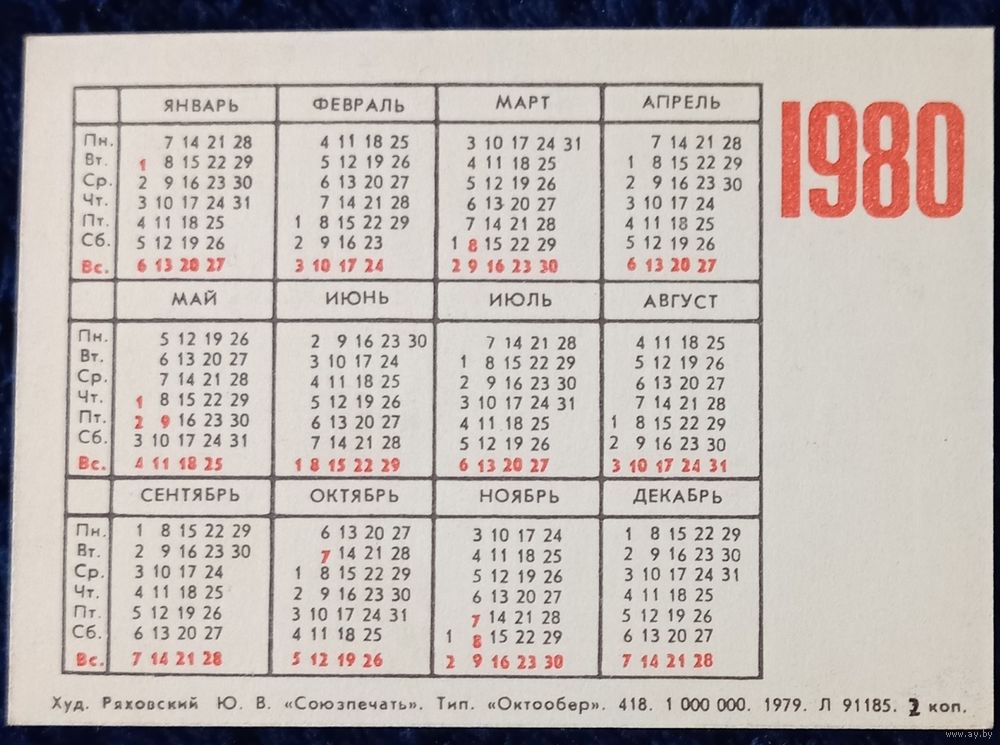 1980
ЯНВАРЬ ФЕВРАЛЬ МАРТ АПРЕЛЬ
Пн. 7 14 21 28 4 11 18 25 3 10 17 24 31 7 14 21 28
Вт. 1 8 15 22 29 5 12 19 26 4 11 18 25 1 8 15 22 29
Ср. 2 9 16 23 30 6 13 20 27 5 12 19 26 2 9 16 23 30
Чт. 3 10 17 24 31 7 14 21 28 6 13 20 27 3 10 17 24
Пт. 4 11 18 25 1 8 15 22 29 7 14 21 28 4 11 18 25
Сб. 5 12 19 26 2 9 16 23 1 8 15 22 29 5 12 19 26
Вс. 6 13 20 27 3 10 17 24 2 9 16 23 30 6 13 20 27
МАЙ ИЮНЬ ИЮЛЬ АВГУСТ
Пн. 5 12 19 26 2 9 16 23 30 7 14 21 28 4 11 18 25
Вт. 6 13 20 27 3 10 17 24 1 8 15 22 29 5 12 19 26
Ср. 7 14 21 28 4 11 18 25 2 9 16 23 30 6 13 20 27
Чт. 1 8 15 22 29 5 12 19 26 3 10 17 24 31 7 14 21 28
Пт. 2 9 16 23 30 6 13 20 27 4 11 18 25 1 8 15 22 29
Сб. 3 10 17 24 31 7 14 21 28 5 12 19 26 2 9 16 23 30
Вс. 4 11 18 25 1 8 15 22 29 6 13 20 27 3 10 17 24 31
СЕНТЯБРЬ ОКТЯБРЬ НОЯБРЬ ДЕКАБРЬ
Пн. 1 8 15 22 29 6 13 20 27 3 10 17 24 1 8 15 22 29
Вт. 2 9 16 23 30 7 14 21 28 4 11 18 25 2 9 16 23 30
Ср. 3 10 17 24 1 8 15 22 29 5 12 19 26 3 10 17 24 31
Чт. 4 11 18 25 2 9 16 23 30 6 13 20 27 4 11 18 25
Пт. 5 12 19 26 3 10 17 24 31 7 14 21 28 5 12 19 26
Сб. 6 13 20 27 4 11 18 25 1 8 15 22 29 6 13 20 27
Вс. 7 14 21 28 5 12 19 26 2 9 16 23 30 7 14 21 28
Худ. Ряховский Ю. В. «Союзпечать». Тип. «Октообер». 418. 1 000 000. 1979. Л 91185. 2 коп.
www.ay.by